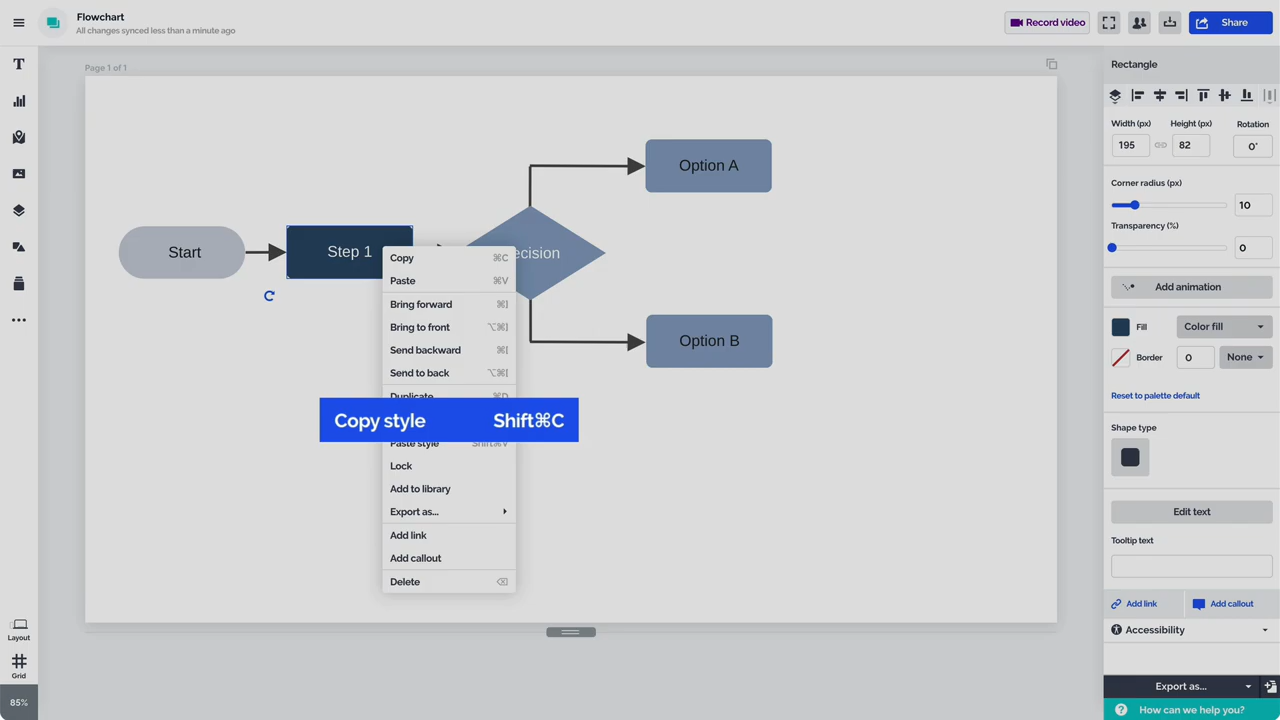 Flowchart
All changes synced less than a minute ago
Record video
Share
Page 1 of 1
Start
Step 1
ecision
Option A
Option B
Copy ⌘C
Paste ⌘V
Bring forward ⌘]
Bring to front ⌥⌘]
Send backward ⌘[
Send to back ⌥⌘[
Duplicate ⌘D
Copy style Shift⌘C
Paste style Shift⌘V
Lock
Add to library
Export as...
Add link
Add callout
Delete ⌫
Layout
Grid
85%
Rectangle
Width (px) Height (px) Rotation
195 82 0°
Corner radius (px)
10
Transparency (%)
0
Add animation
Fill Color fill
Border 0 None
Reset to palette default
Shape type
Edit text
Tooltip text
Add link Add callout
Accessibility
Export as...
How can we help you?